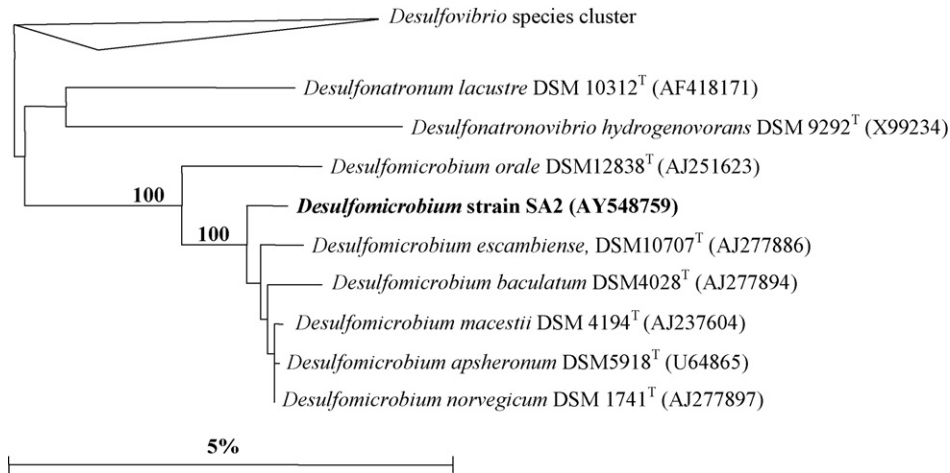 Desulfovibrio species cluster
Desulfonatronum lacustre DSM 10312ᵀ (AF418171)
Desulfonatronovibrio hydrogenovorans DSM 9292ᵀ (X99234)
Desulfomicrobium orale DSM12838ᵀ (AJ251623)
100
Desulfomicrobium strain SA2 (AY548759)
100
Desulfomicrobium escambiense, DSM10707ᵀ (AJ277886)
Desulfomicrobium baculatum DSM4028ᵀ (AJ277894)
Desulfomicrobium macestii DSM 4194ᵀ (AJ237604)
Desulfomicrobium apsheronum DSM5918ᵀ (U64865)
Desulfomicrobium norvegicum DSM 1741ᵀ (AJ277897)
5%